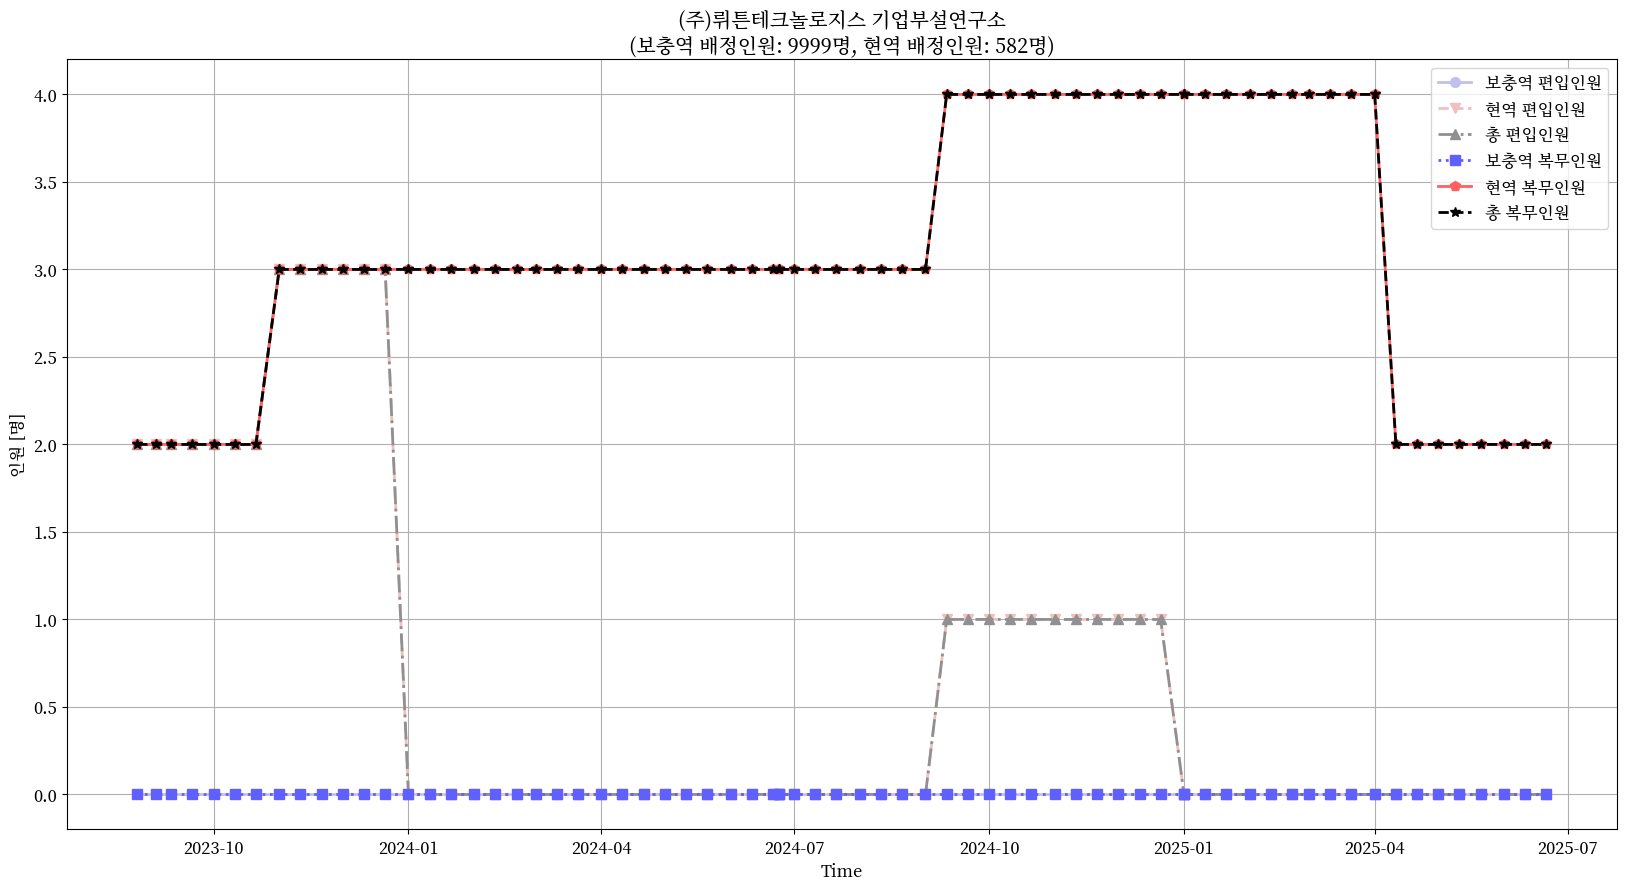 (주)뤼튼테크놀로지스 기업부설연구소
(보충역 배정인원: 9999명, 현역 배정인원: 582명)
보충역 편입인원
현역 편입인원
총 편입인원
보충역 복무인원
현역 복무인원
총 복무인원
인원 [명]
4.0
3.5
3.0
2.5
2.0
1.5
1.0
0.5
0.0
2023-10
2024-01
2024-04
2024-07
2024-10
2025-01
2025-04
2025-07
Time